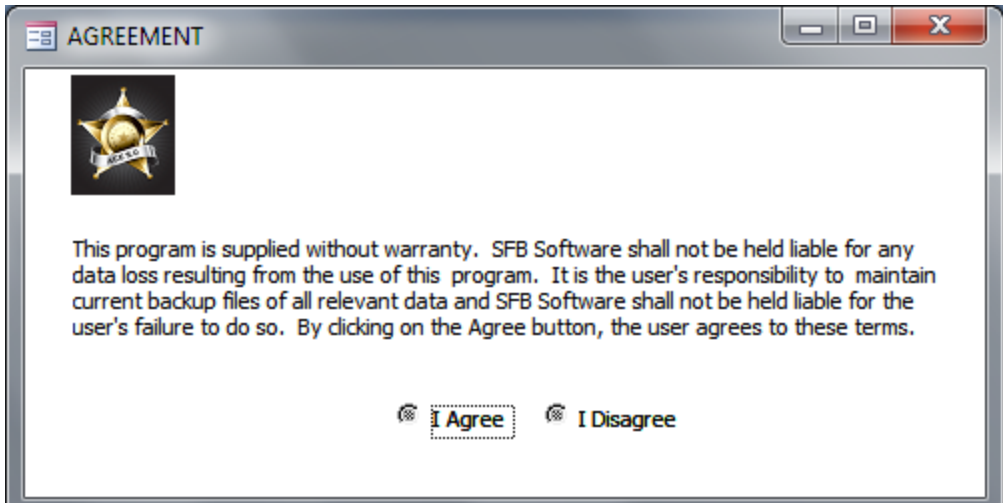 AGREEMENT
This program is supplied without warranty.  SFB Software shall not be held liable for any
data loss resulting from the use of this  program.  It is the user's responsibility to  maintain
current backup files of all relevant data and SFB Software shall not be held liable for the
user's failure to do so.  By clicking on the Agree button, the user agrees to these terms.
I Agree I Disagree